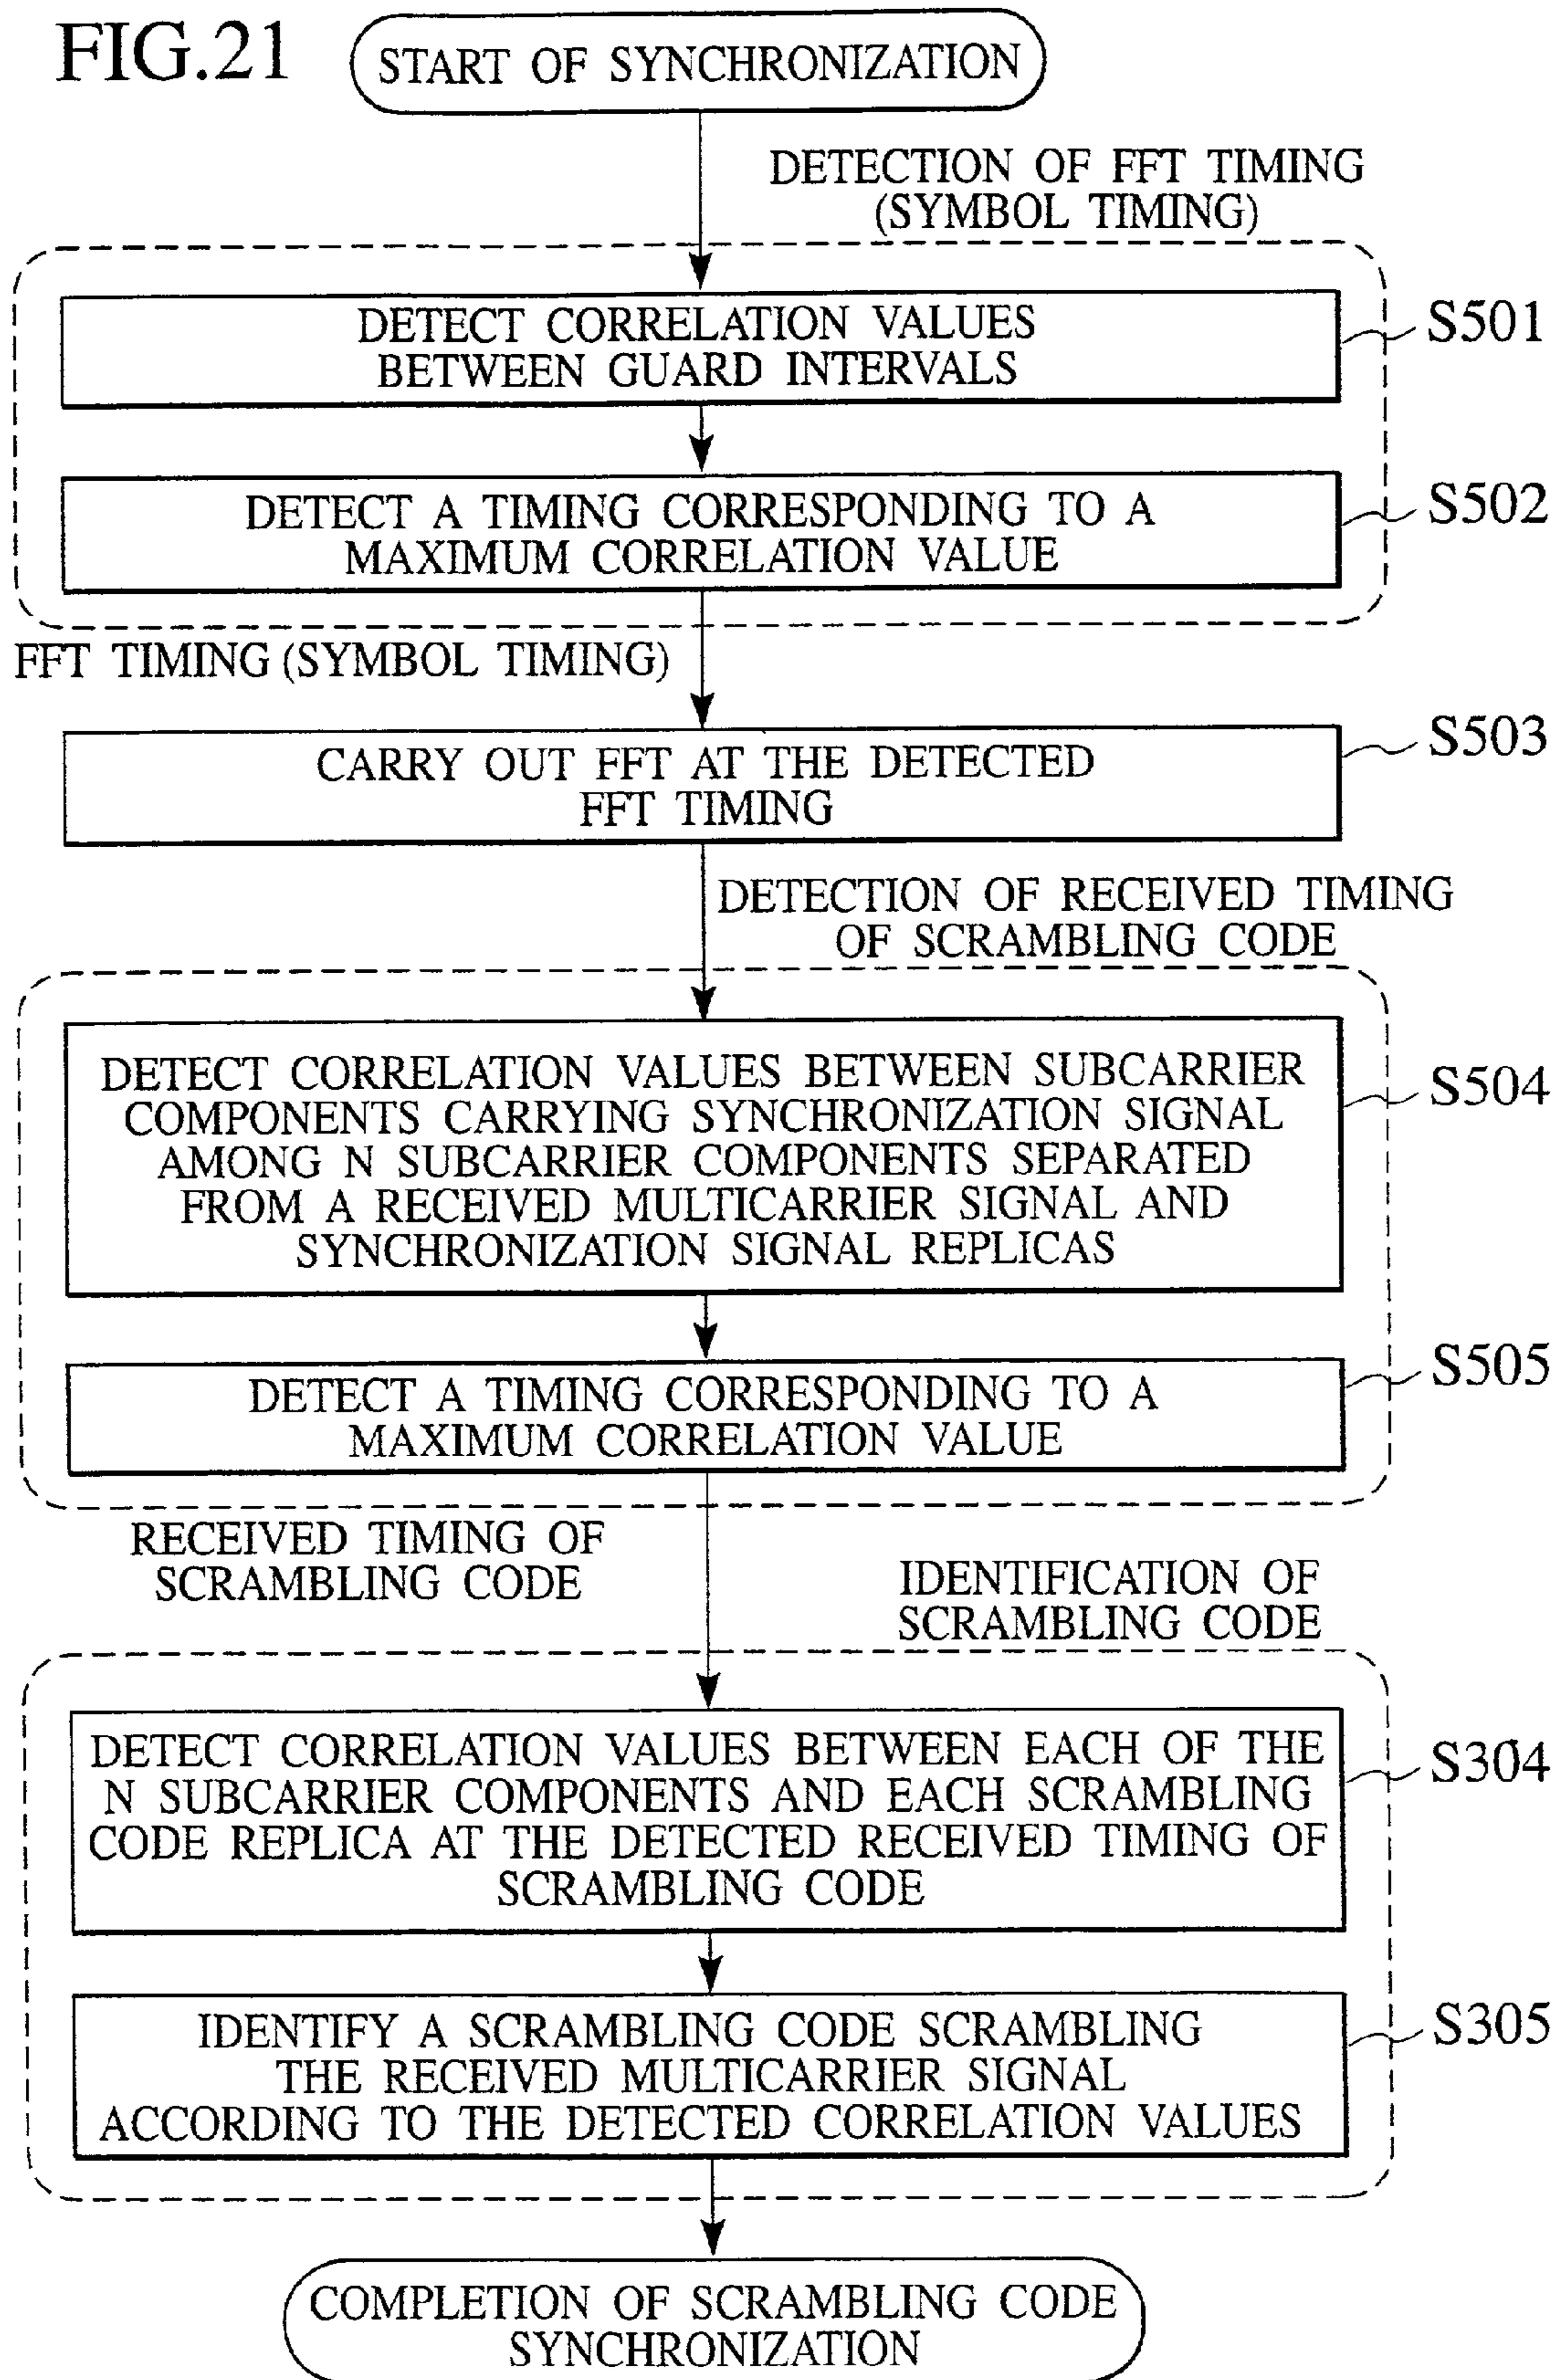 FIG.21
START OF SYNCHRONIZATION
DETECTION OF FFT TIMING
(SYMBOL TIMING)
DETECT CORRELATION VALUES
BETWEEN GUARD INTERVALS
S501
DETECT A TIMING CORRESPONDING TO A
MAXIMUM CORRELATION VALUE
S502
FFT TIMING (SYMBOL TIMING)
CARRY OUT FFT AT THE DETECTED
FFT TIMING
S503
DETECTION OF RECEIVED TIMING
OF SCRAMBLING CODE
DETECT CORRELATION VALUES BETWEEN SUBCARRIER
COMPONENTS CARRYING SYNCHRONIZATION SIGNAL
AMONG N SUBCARRIER COMPONENTS SEPARATED
FROM A RECEIVED MULTICARRIER SIGNAL AND
SYNCHRONIZATION SIGNAL REPLICAS
S504
DETECT A TIMING CORRESPONDING TO A
MAXIMUM CORRELATION VALUE
S505
RECEIVED TIMING OF
SCRAMBLING CODE
IDENTIFICATION OF
SCRAMBLING CODE
DETECT CORRELATION VALUES BETWEEN EACH OF THE
N SUBCARRIER COMPONENTS AND EACH SCRAMBLING
CODE REPLICA AT THE DETECTED RECEIVED TIMING OF
SCRAMBLING CODE
S304
IDENTIFY A SCRAMBLING CODE SCRAMBLING
THE RECEIVED MULTICARRIER SIGNAL
ACCORDING TO THE DETECTED CORRELATION VALUES
S305
COMPLETION OF SCRAMBLING CODE
SYNCHRONIZATION